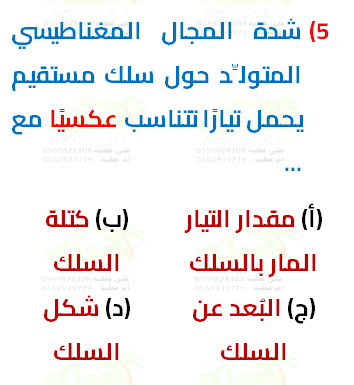 5) شدة المجال المغناطيسي
المتولّد حول سلك مستقيم
يحمل تيارًا تتناسب عكسيًا مع
...
(أ) مقدار التيار (ب) كتلة
المار بالسلك السلك
(ج) البُعد عن (د) شكل
السلك السلك